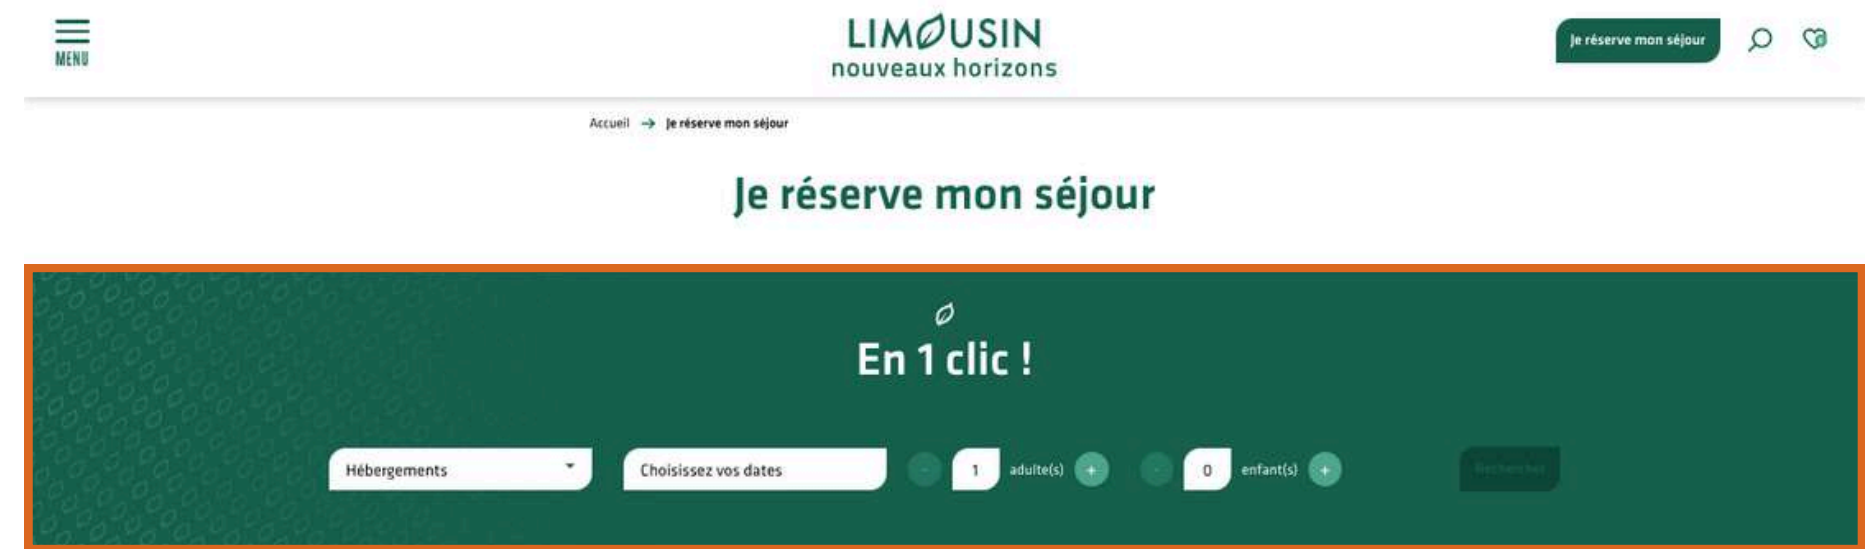 LIMOUSIN
nouveaux horizons
MENU
Je réserve mon séjour
Accueil → Je réserve mon séjour
Je réserve mon séjour
En 1 clic !
Hébergements
Choisissez vos dates
- 1 adulte(s) +
- 0 enfant(s) +
Rechercher